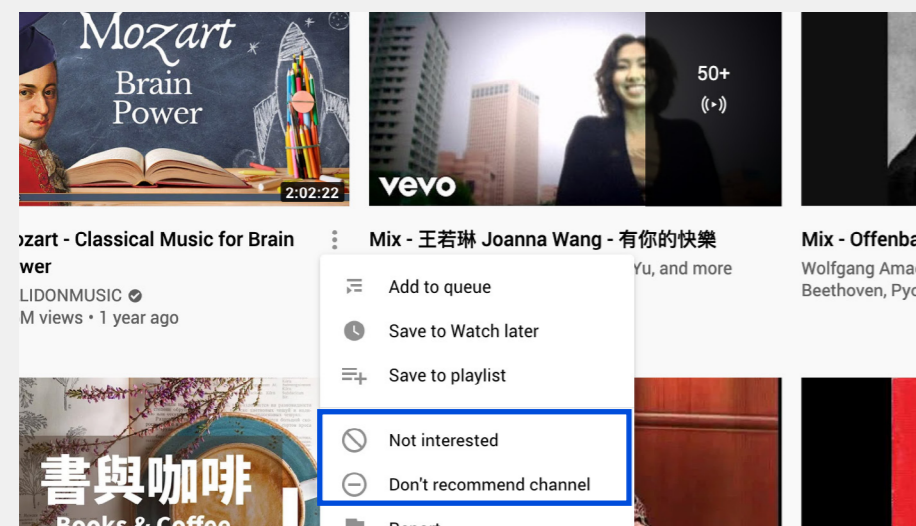 Mozart
Brain
Power
2:02:22
vevo
50+
ozart - Classical Music for Brain
wer
LIDONMUSIC
M views • 1 year ago
Mix - 王若琳 Joanna Wang - 有你的快樂
Yu, and more
Mix - Offenba
Wolfgang Amad
Beethoven, Pyo
Add to queue
Save to Watch later
Save to playlist
Not interested
Don't recommend channel
Report
書與咖啡
Books & Coffee